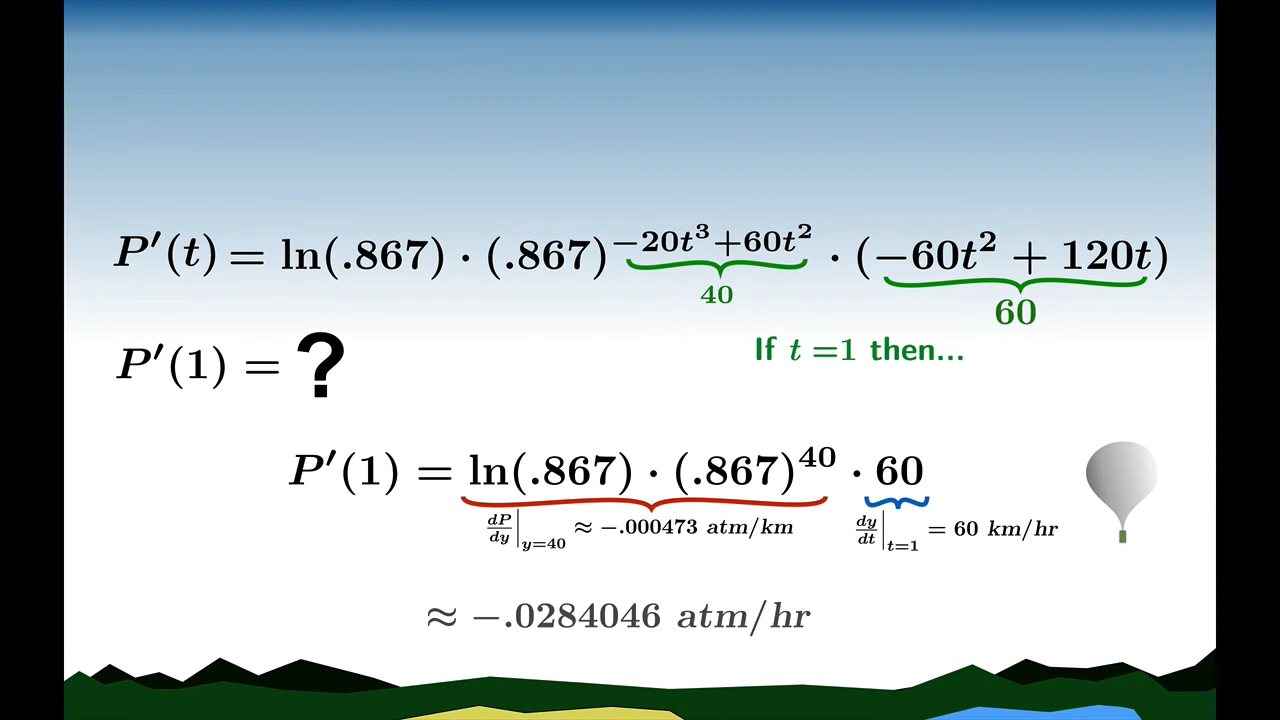 P′(t) = ln(.867) · (.867)^{−20t³+60t²} · (−60t² + 120t)
40
60
If t =1 then...
P′(1) = ?
P′(1) = ln(.867) · (.867)^{40} · 60
dP/dy|_{y=40} ≈ −.000473 atm/km
dy/dt|_{t=1} = 60 km/hr
≈ −.0284046 atm/hr